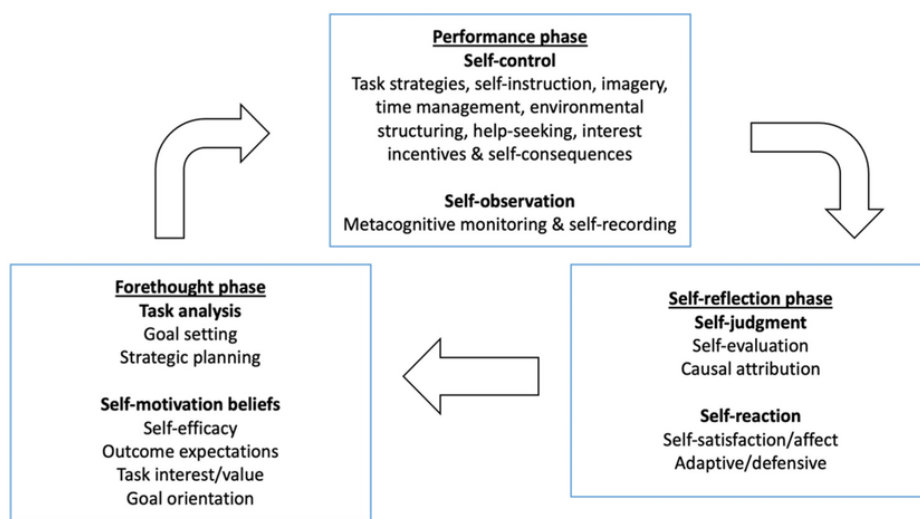 Performance phase
Self-control
Task strategies, self-instruction, imagery,
time management, environmental
structuring, help-seeking, interest
incentives & self-consequences
Self-observation
Metacognitive monitoring & self-recording
Forethought phase
Task analysis
Goal setting
Strategic planning
Self-motivation beliefs
Self-efficacy
Outcome expectations
Task interest/value
Goal orientation
Self-reflection phase
Self-judgment
Self-evaluation
Causal attribution
Self-reaction
Self-satisfaction/affect
Adaptive/defensive